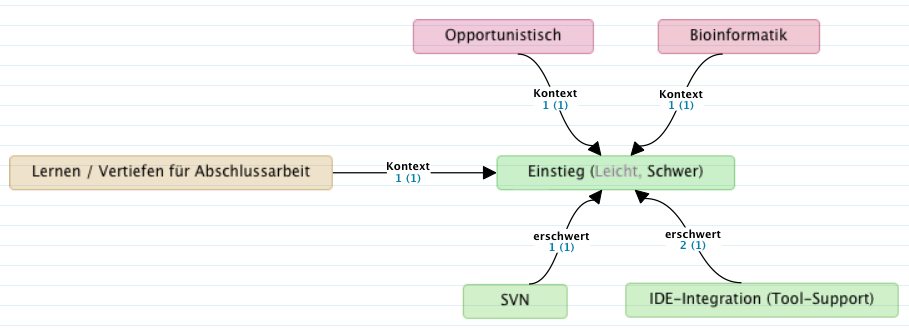 Opportunistisch
Bioinformatik
Kontext
1 (1)
Kontext
1 (1)
Lernen / Vertiefen für Abschlussarbeit
Kontext
1 (1)
Einstieg (Leicht, Schwer)
erschwert
1 (1)
erschwert
2 (1)
SVN
IDE-Integration (Tool-Support)